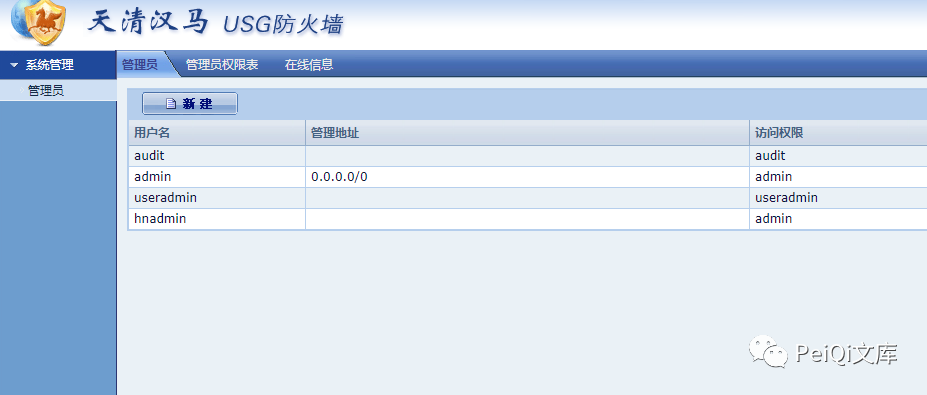 天清汉马 USG防火墙
系统管理 管理员 管理员权限表 在线信息
管理员
新建
用户名 管理地址 访问权限
audit audit
admin 0.0.0.0/0 admin
useradmin useradmin
hnadmin admin
PeiQi文库